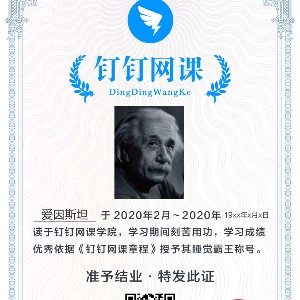 钉钉网课
DingDingWangKe
爱因斯坦 于2020年2月～2020年 19xx年x月x日
读于钉钉网课学院，学习期间刻苦用功，学习成绩
优秀依据《钉钉网课章程》授予其睡觉霸王称号。
准予结业·特发此证